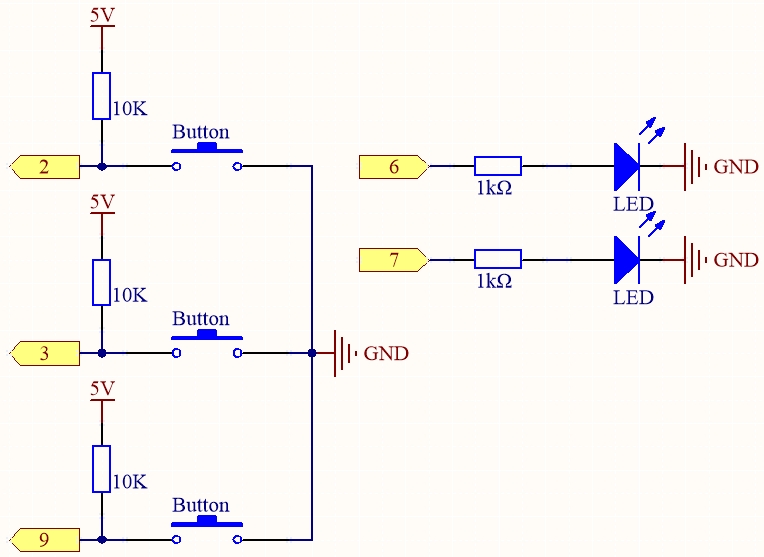 5V
10K
Button
2
5V
10K
Button
3
GND
5V
10K
Button
9
6
1kΩ
LED
GND
7
1kΩ
LED
GND